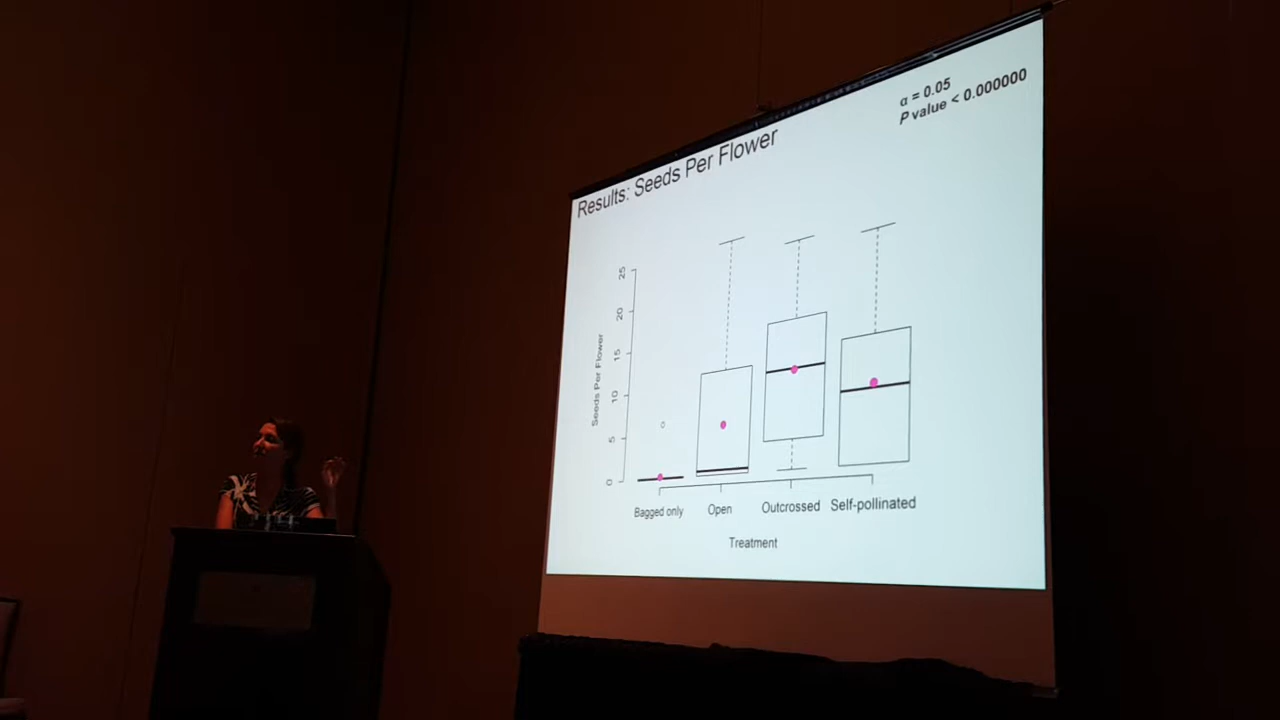 α = 0.05
P value < 0.000000
Results: Seeds Per Flower
Seeds Per Flower
25
20
15
10
5
0
Bagged only
Open
Outcrossed
Self-pollinated
Treatment